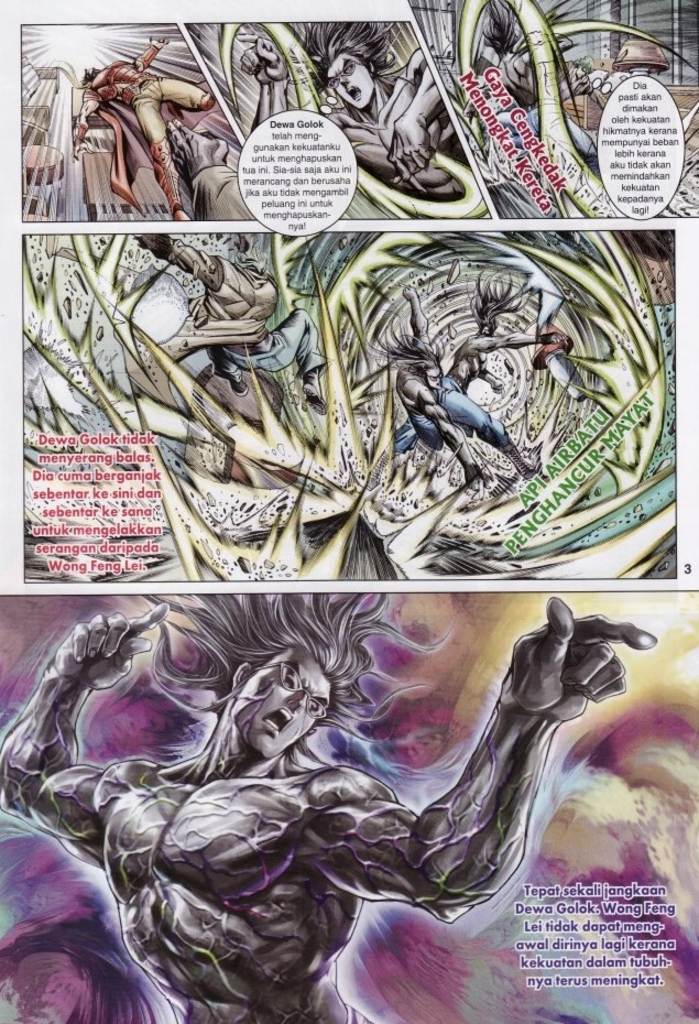 Dewa Golok
telah meng-
gunakan kekuatanku
untuk menghapuskan
tua ini. Sia-sia saja aku
merancang dan berusaha
jika aku tidak mengambil
peluang ini untuk
menghapuskan-
nya!
Gaya Cengkedak
Menongkat Kereta
Dia
pasti akan
dimakan
oleh kekuatan
hikmatnya kerana
mempunyai beban
lebih kerana
aku tidak akan
memindahkan
kekuatan
kepadanya
lagi!
Dewa Golok tidak
menyerang balas.
Dia cuma berganjak
sebentar ke sini dan
sebentar ke sana
untuk mengelakkan
serangan daripada
Wong Feng Lei.
API AIRBATU
PENGHANCUR MAYAT
3
Tepat sekali jangkaan
Dewa Golok. Wong Feng
Lei tidak dapat meng-
awal dirinya lagi kerana
kekuatan dalam tubuh-
nya terus meningkat.